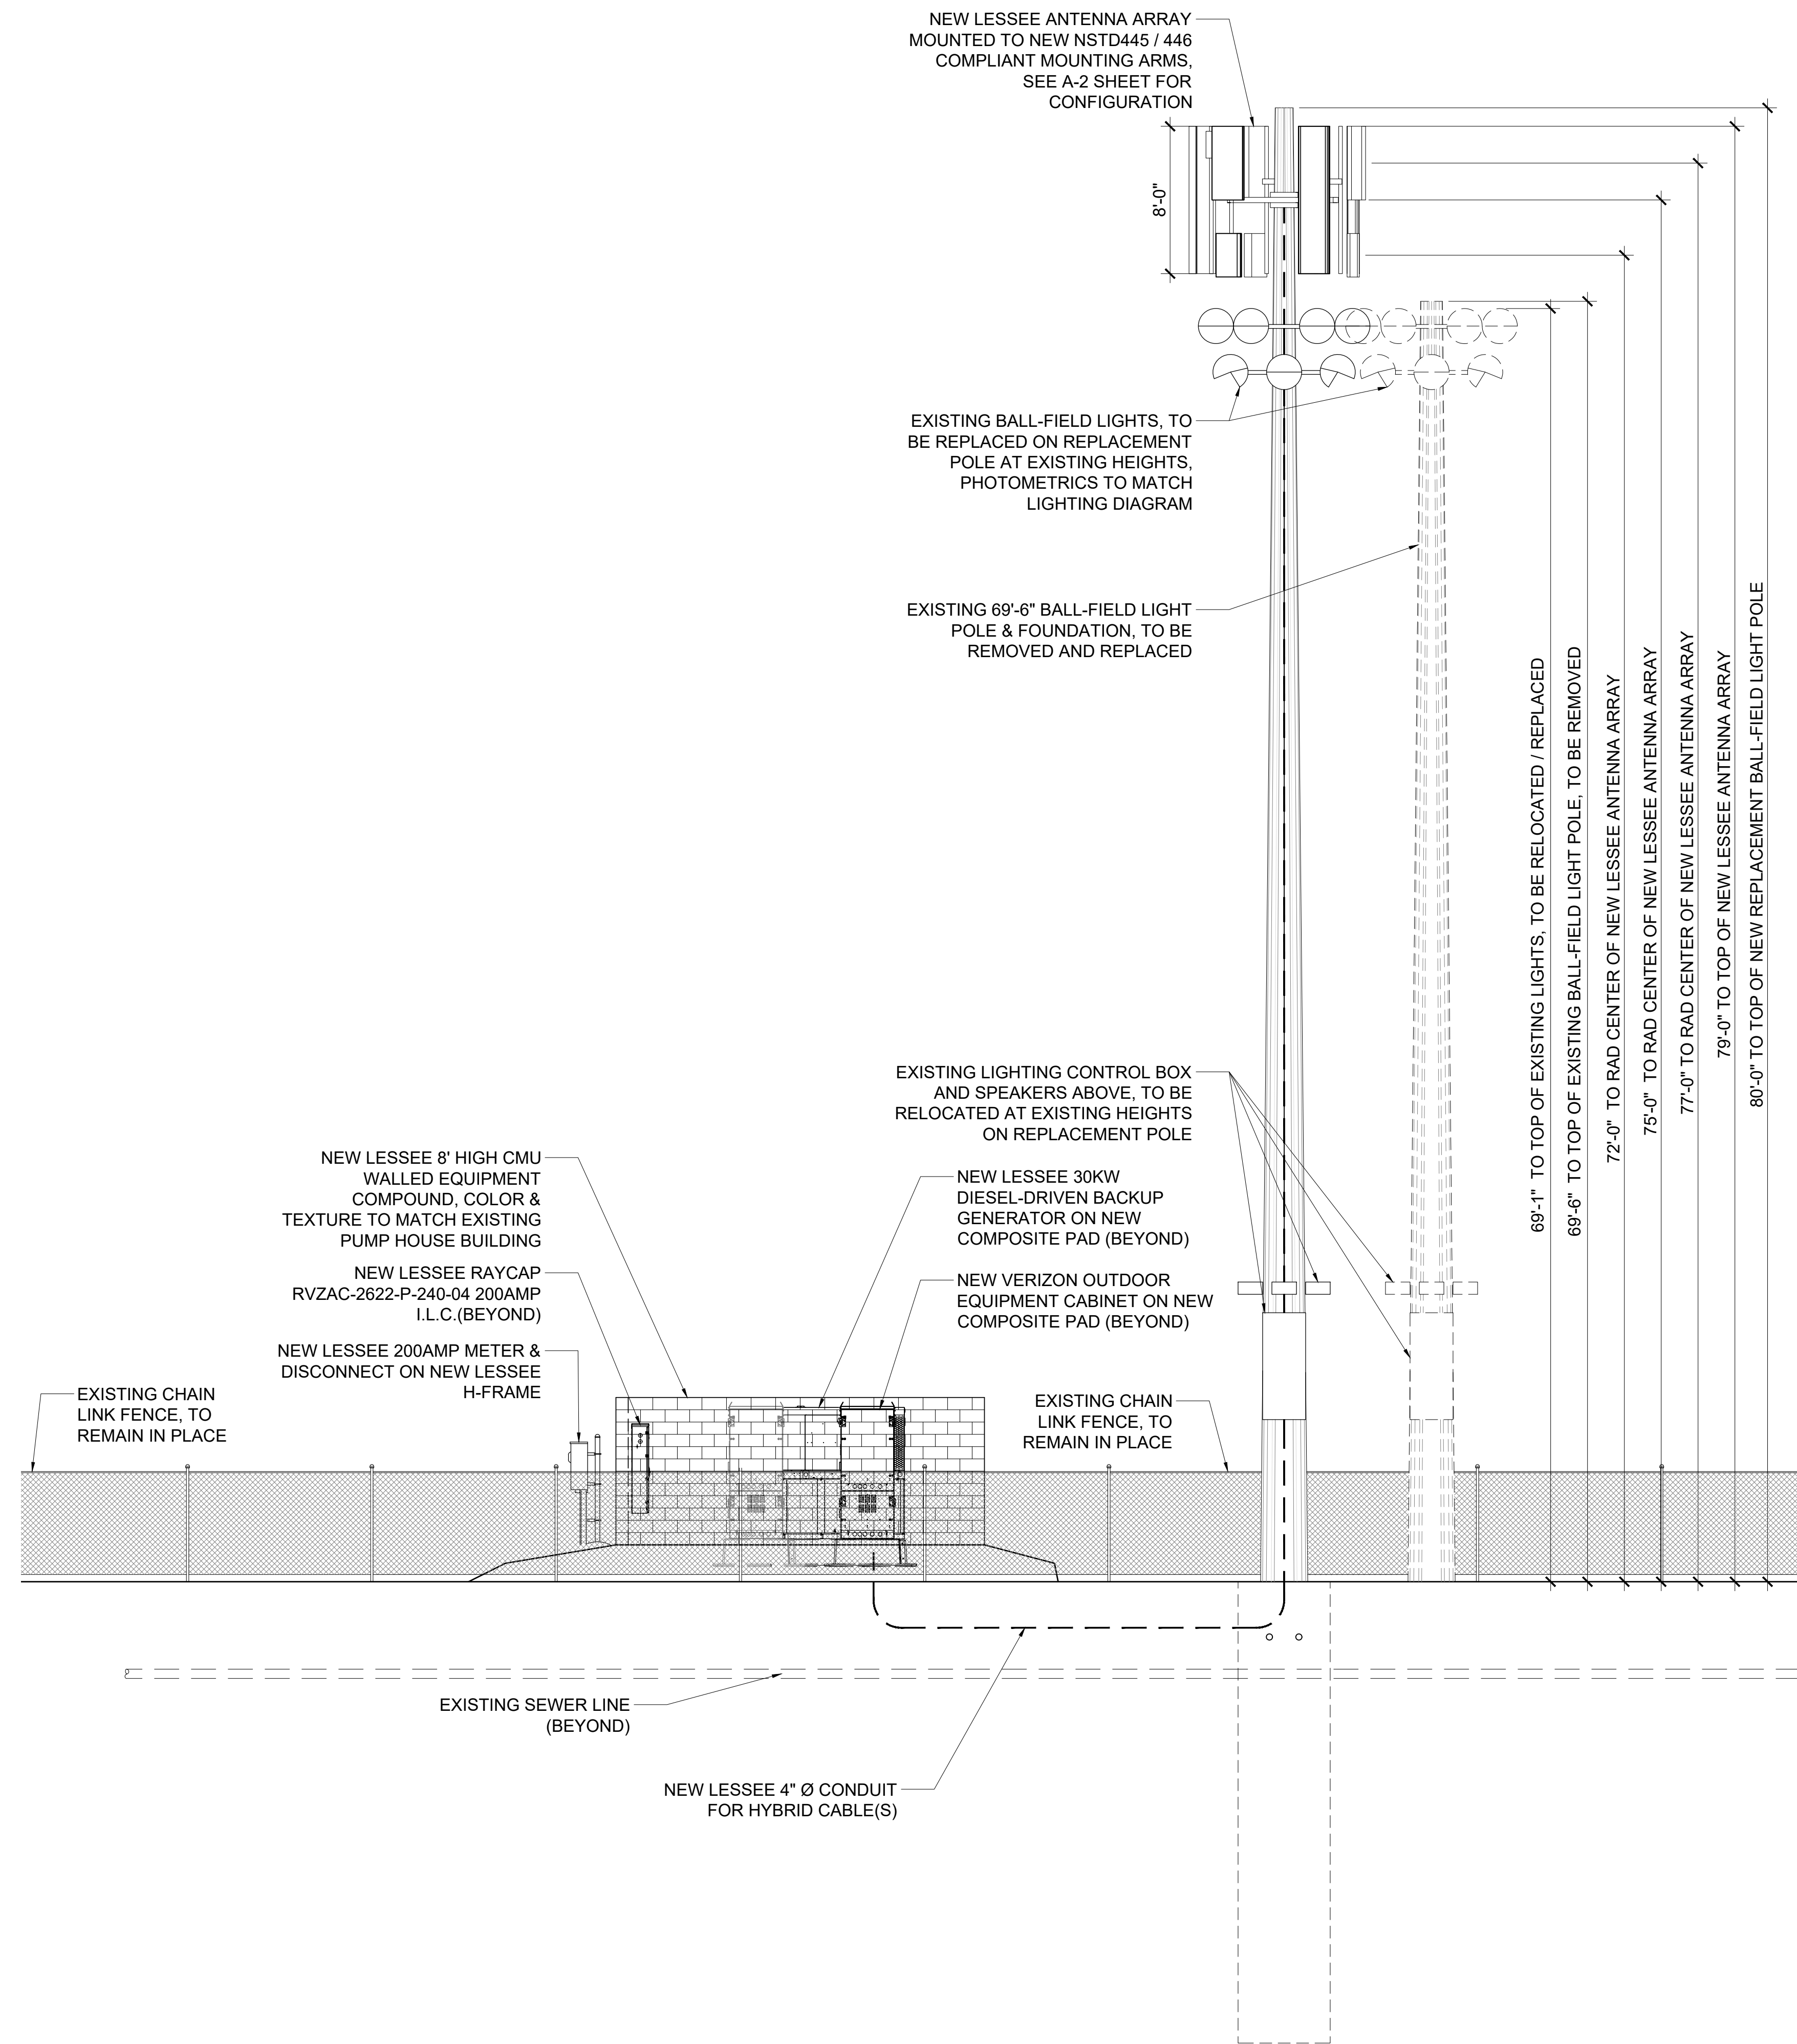 NEW LESSEE ANTENNA ARRAY
MOUNTED TO NEW NSTD445 / 446
COMPLIANT MOUNTING ARMS,
SEE A-2 SHEET FOR
CONFIGURATION
8'-0"
EXISTING BALL-FIELD LIGHTS, TO
BE REPLACED ON REPLACEMENT
POLE AT EXISTING HEIGHTS,
PHOTOMETRICS TO MATCH
LIGHTING DIAGRAM
EXISTING 69'-6" BALL-FIELD LIGHT
POLE & FOUNDATION, TO BE
REMOVED AND REPLACED
69'-1" TO TOP OF EXISTING LIGHTS, TO BE RELOCATED / REPLACED
69'-6" TO TOP OF EXISTING BALL-FIELD LIGHT POLE, TO BE REMOVED
72'-0" TO RAD CENTER OF NEW LESSEE ANTENNA ARRAY
75'-0" TO RAD CENTER OF NEW LESSEE ANTENNA ARRAY
77'-0" TO RAD CENTER OF NEW LESSEE ANTENNA ARRAY
79'-0" TO TOP OF NEW LESSEE ANTENNA ARRAY
80'-0" TO TOP OF NEW REPLACEMENT BALL-FIELD LIGHT POLE
EXISTING LIGHTING CONTROL BOX
AND SPEAKERS ABOVE, TO BE
RELOCATED AT EXISTING HEIGHTS
ON REPLACEMENT POLE
NEW LESSEE 8' HIGH CMU
WALLED EQUIPMENT
COMPOUND, COLOR &
TEXTURE TO MATCH EXISTING
PUMP HOUSE BUILDING
NEW LESSEE 30KW
DIESEL-DRIVEN BACKUP
GENERATOR ON NEW
COMPOSITE PAD (BEYOND)
NEW LESSEE RAYCAP
RVZAC-2622-P-240-04 200AMP
I.L.C.(BEYOND)
NEW VERIZON OUTDOOR
EQUIPMENT CABINET ON NEW
COMPOSITE PAD (BEYOND)
NEW LESSEE 200AMP METER &
DISCONNECT ON NEW LESSEE
H-FRAME
EXISTING CHAIN
LINK FENCE, TO
REMAIN IN PLACE
EXISTING CHAIN
LINK FENCE, TO
REMAIN IN PLACE
EXISTING SEWER LINE
(BEYOND)
NEW LESSEE 4" Ø CONDUIT
FOR HYBRID CABLE(S)